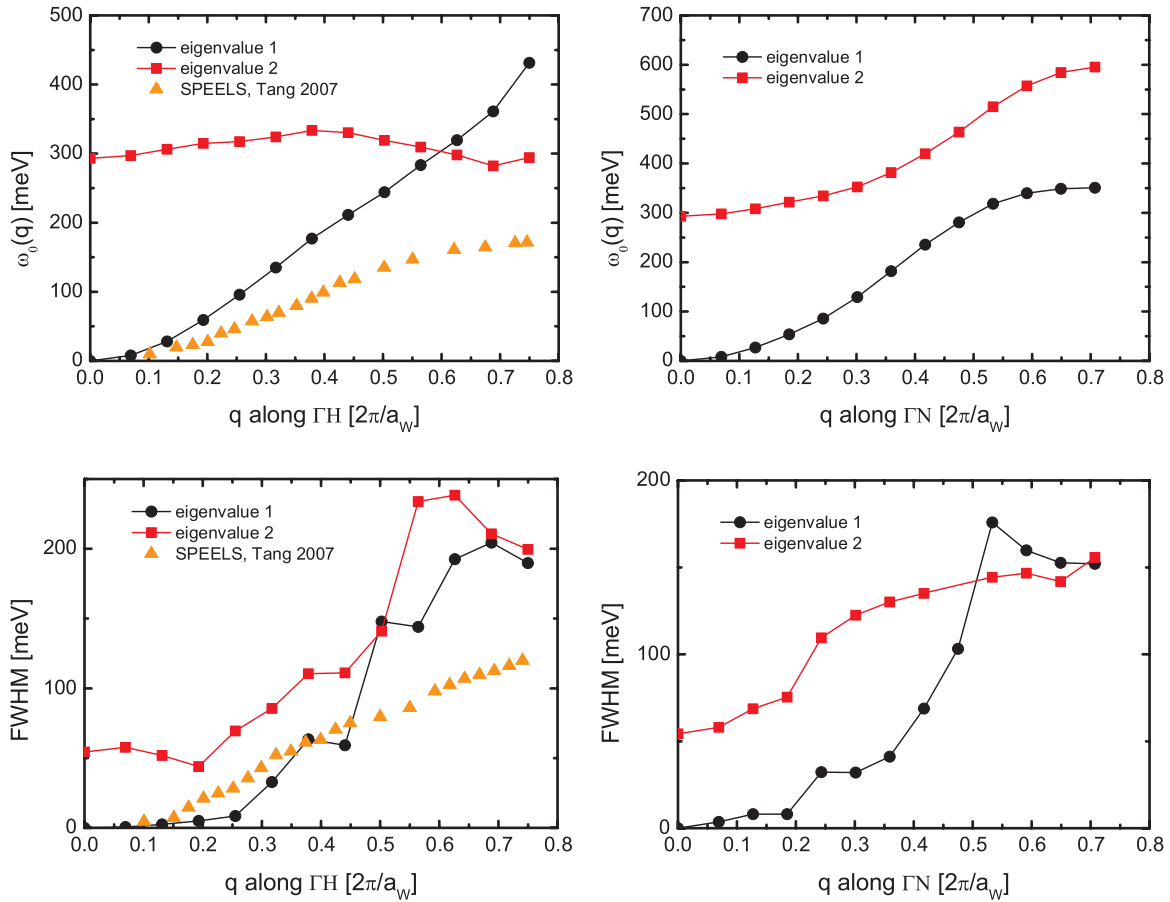 500
400
300
200
100
0
ω₀(q) [meV]
eigenvalue 1
eigenvalue 2
SPEELS, Tang 2007
0.0 0.1 0.2 0.3 0.4 0.5 0.6 0.7 0.8
q along ΓH [2π/a_W]
700
600
500
400
300
200
100
0
ω₀(q) [meV]
eigenvalue 1
eigenvalue 2
0.0 0.1 0.2 0.3 0.4 0.5 0.6 0.7 0.8
q along ΓN [2π/a_W]
200
100
0
FWHM [meV]
eigenvalue 1
eigenvalue 2
SPEELS, Tang 2007
0.0 0.1 0.2 0.3 0.4 0.5 0.6 0.7 0.8
q along ΓH [2π/a_W]
200
100
0
FWHM [meV]
eigenvalue 1
eigenvalue 2
0.0 0.1 0.2 0.3 0.4 0.5 0.6 0.7 0.8
q along ΓN [2π/a_W]